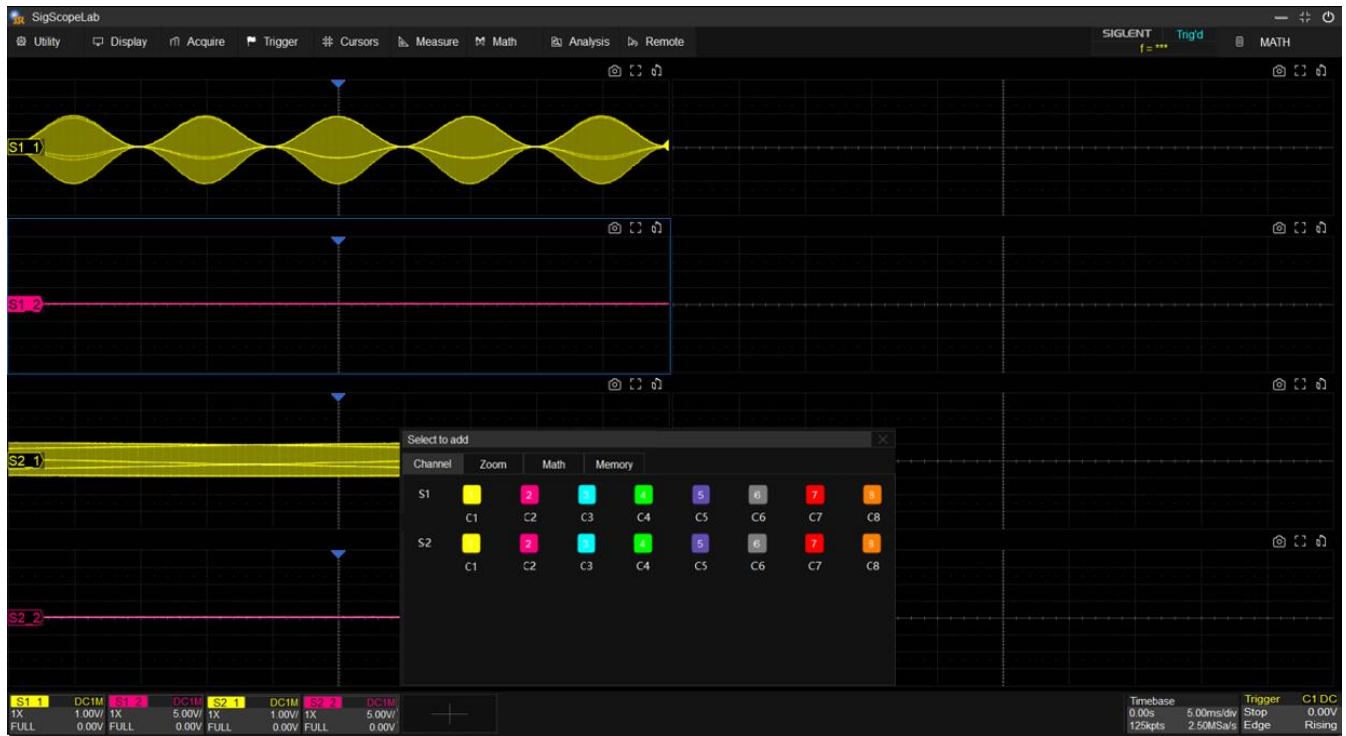 SigScopeLab
Utility Display Acquire Trigger Cursors Measure Math Analysis Remote
SIGLENT Trig'd
f = ***
MATH
S1_1
S1_2
S2_1
S2_2
Select to add
Channel Zoom Math Memory
S1 1 2 3 4 5 6 7 8
C1 C2 C3 C4 C5 C6 C7 C8
S2 1 2 3 4 5 6 7 8
C1 C2 C3 C4 C5 C6 C7 C8
S1_1 DC1M S1_2 DC1M S2_1 DC1M S2_2 DC1M
1X 1.00V/ 1X 5.00V/ 1X 1.00V/ 1X 5.00V/
FULL 0.00V FULL 0.00V FULL 0.00V FULL 0.00V
Timebase
0.00s 5.00ms/div
125kpts 2.50MSa/s
Trigger C1 DC
Stop 0.00V
Edge Rising